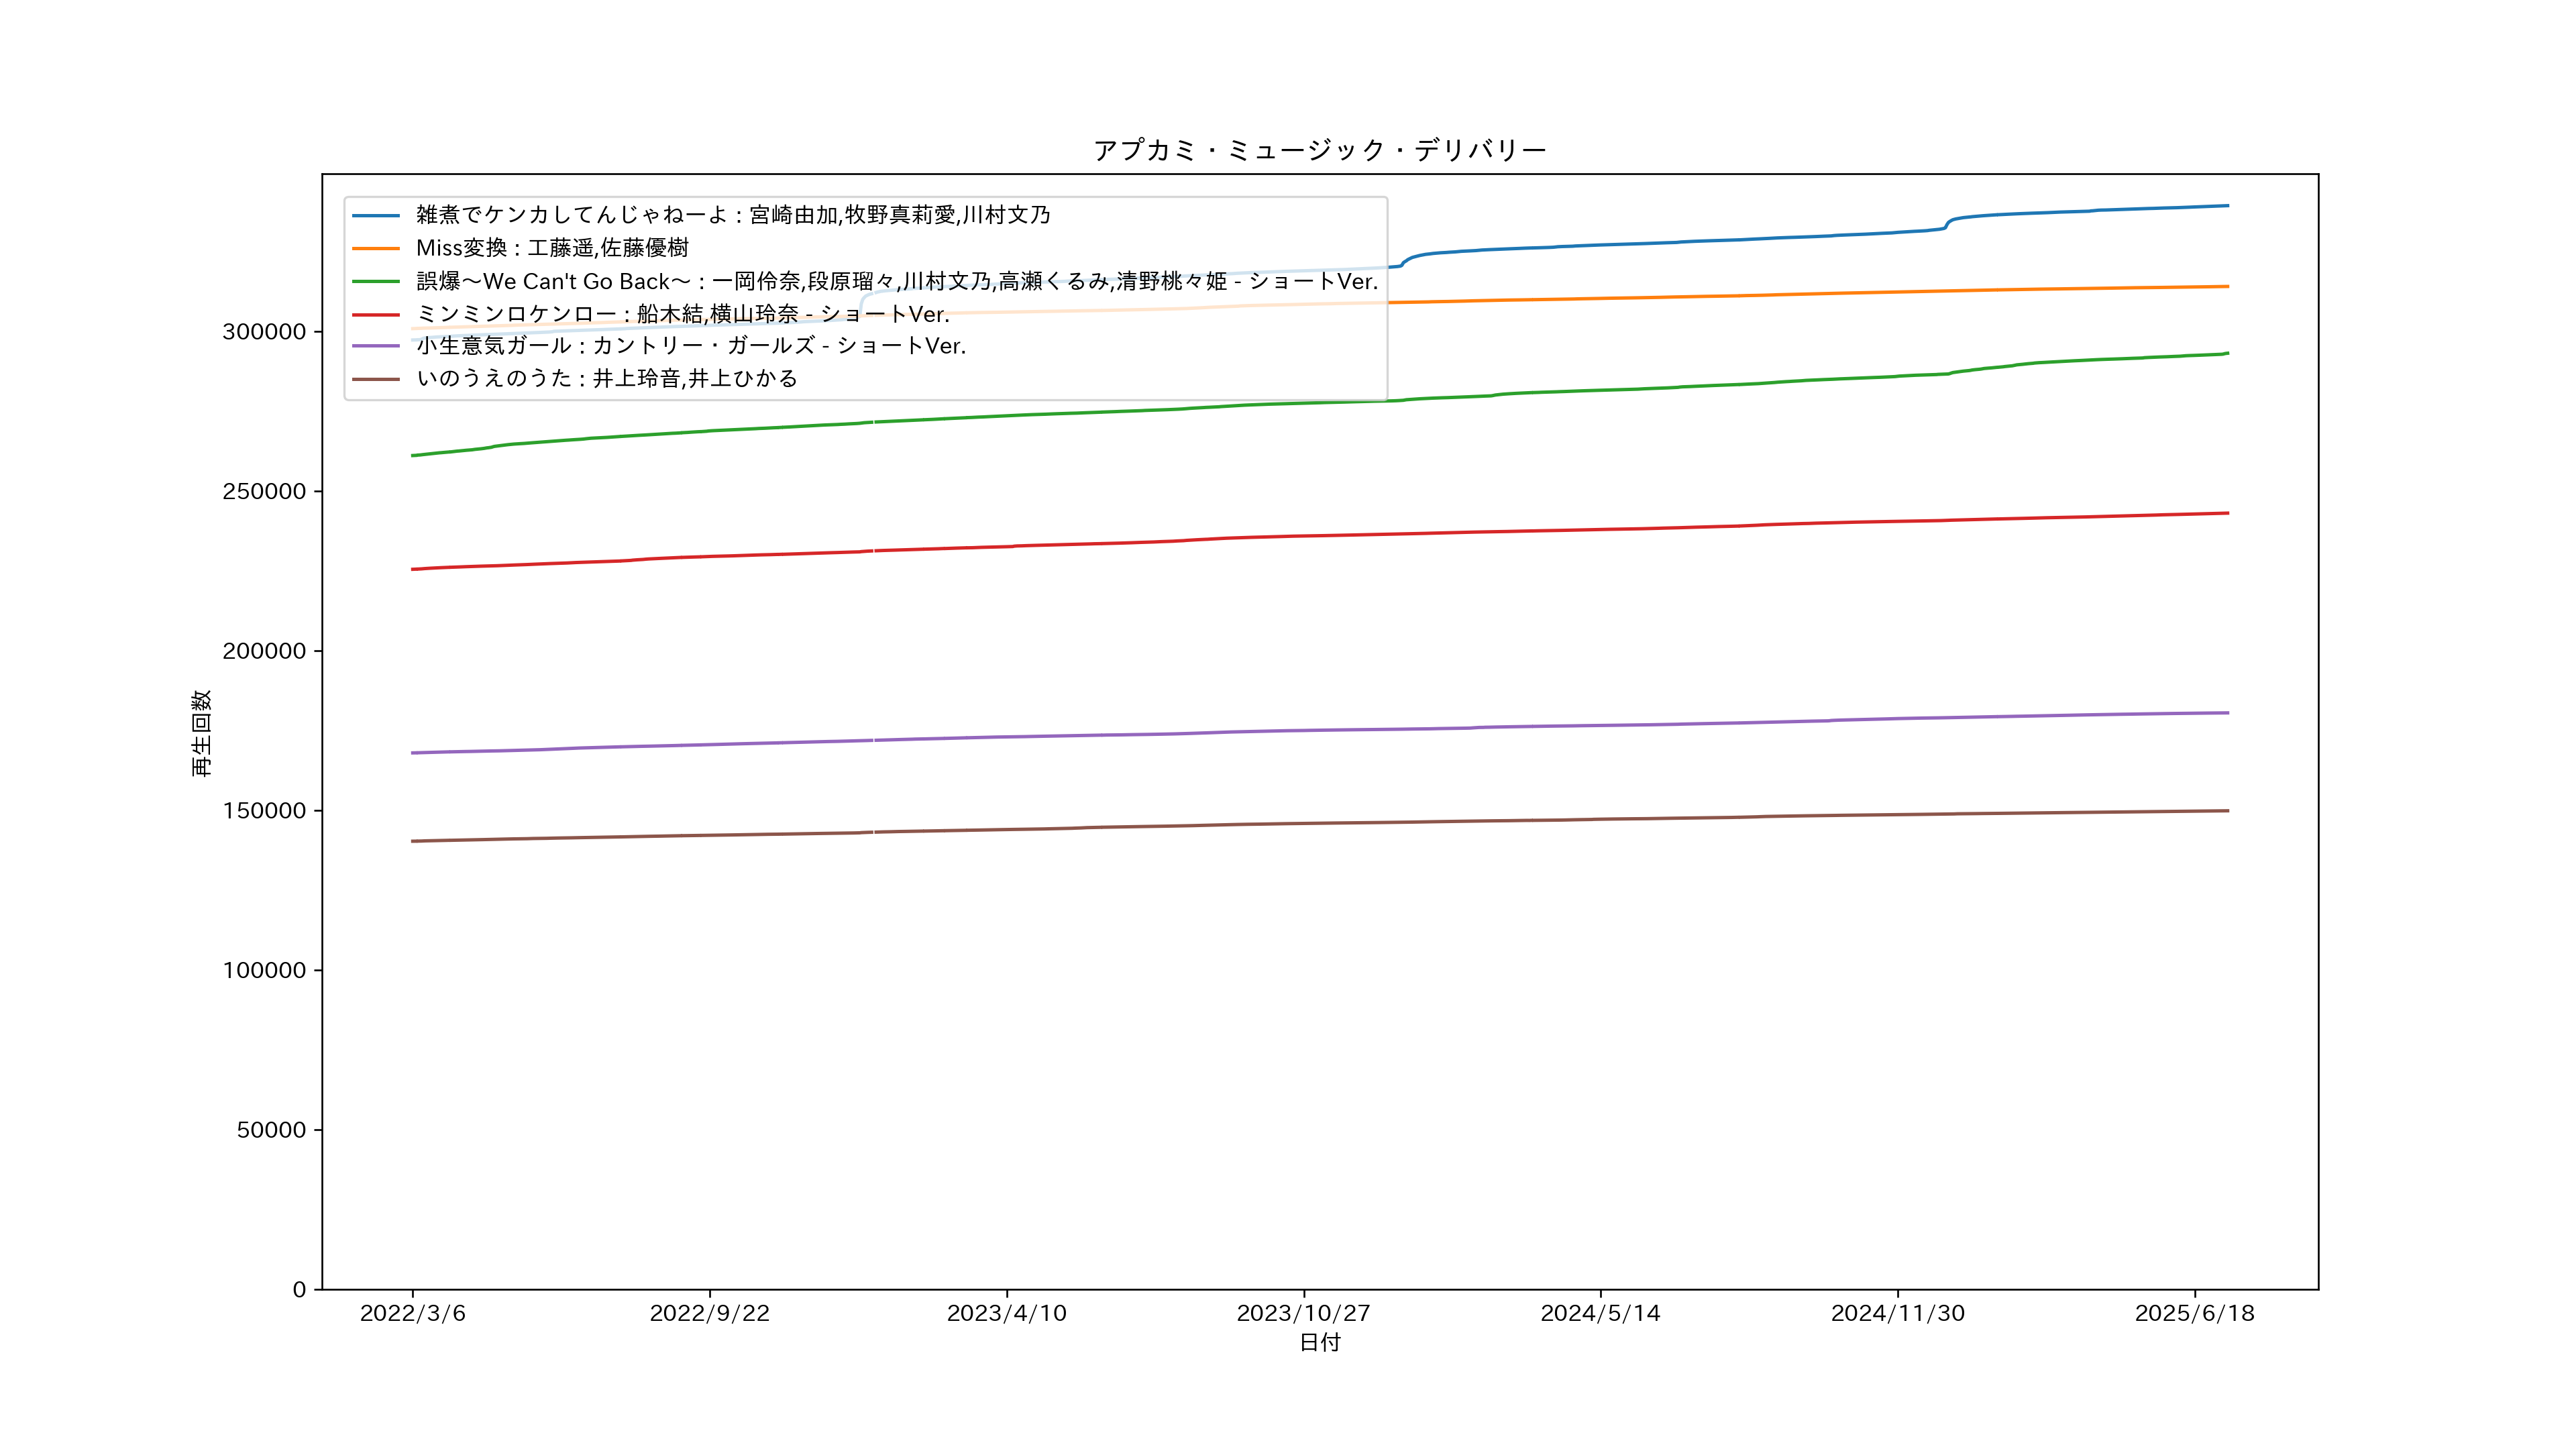 アプカミ・ミュージック・デリバリー
雑煮でケンカしてんじゃねーよ : 宮崎由加,牧野真莉愛,川村文乃
Miss変換 : 工藤遥,佐藤優樹
誤爆～We Can't Go Back～ : 一岡伶奈,段原瑠々,川村文乃,高瀬くるみ,清野桃々姫 - ショートVer.
ミンミンロケンロー : 船木結,横山玲奈 - ショートVer.
小生意気ガール : カントリー・ガールズ - ショートVer.
いのうえのうた : 井上玲音,井上ひかる
300000
250000
200000
150000
100000
50000
0
再生回数
2022/3/6 2022/9/22 2023/4/10 2023/10/27 2024/5/14 2024/11/30 2025/6/18
日付